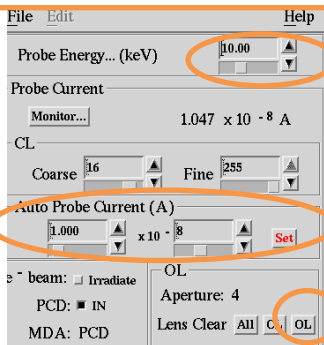 File Edit Help
Probe Energy... (keV) 10.00
Probe Current
Monitor... 1.047 x 10 - 8 A
CL
Coarse 16 Fine 255
Auto Probe Current (A)
1.000 x 10 - 8 Set
e - beam: Irradiate
PCD: IN
MDA: PCD
OL
Aperture: 4
Lens Clear All OL